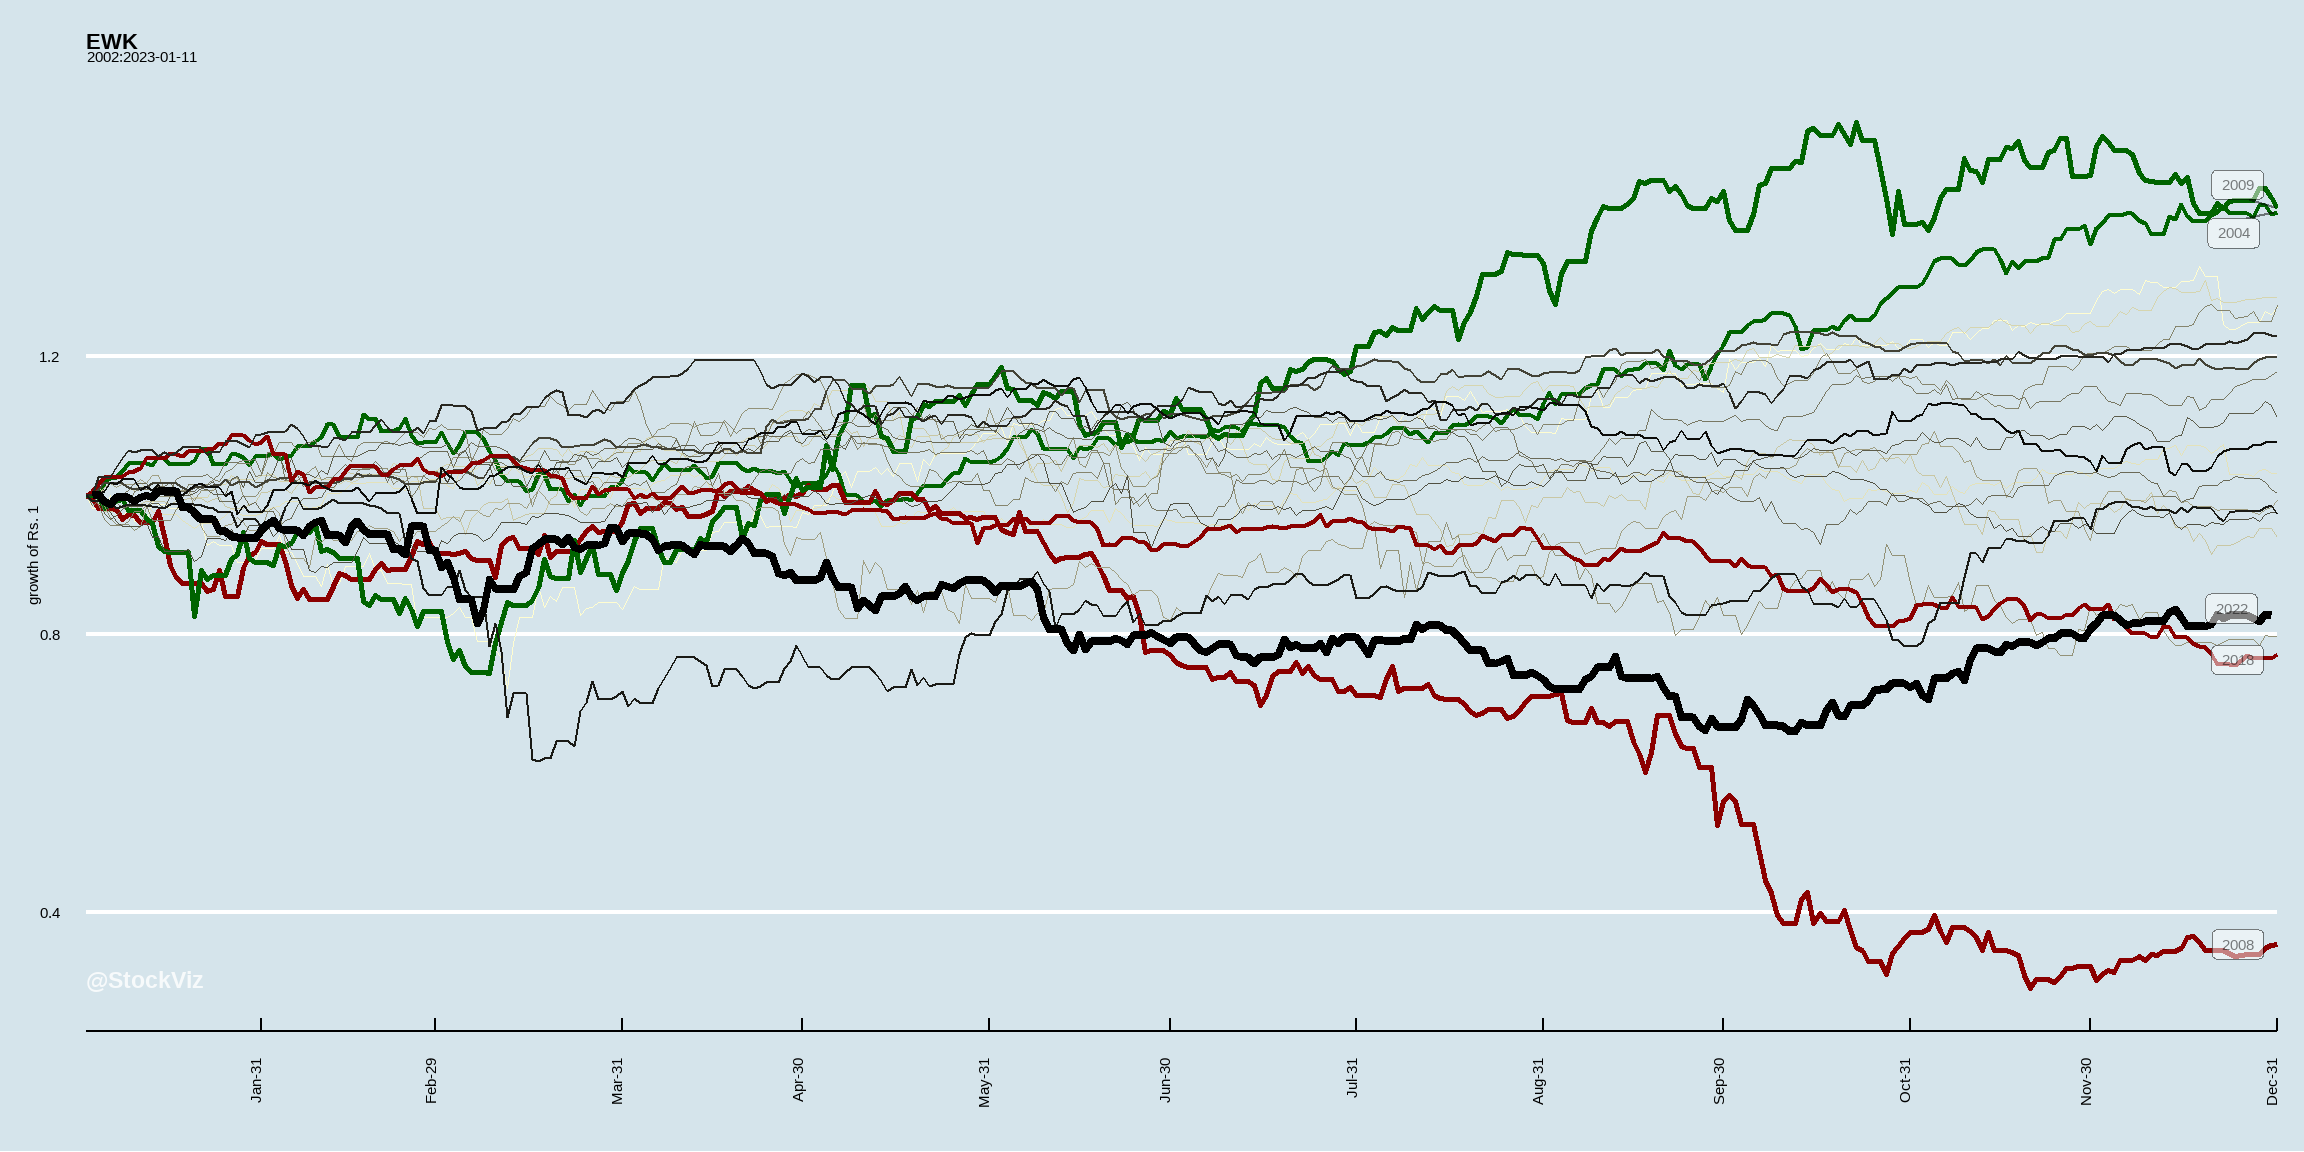 EWK
2002:2023-01-11
growth of Rs. 1
1.2
0.8
0.4
2009
2004
2022
2018
2008
@StockViz
Jan-31
Feb-29
Mar-31
Apr-30
May-31
Jun-30
Jul-31
Aug-31
Sep-30
Oct-31
Nov-30
Dec-31